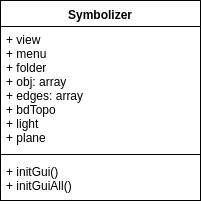 Symbolizer
+ view
+ menu
+ folder
+ obj: array
+ edges: array
+ bdTopo
+ light
+ plane
+ initGui()
+ initGuiAll()